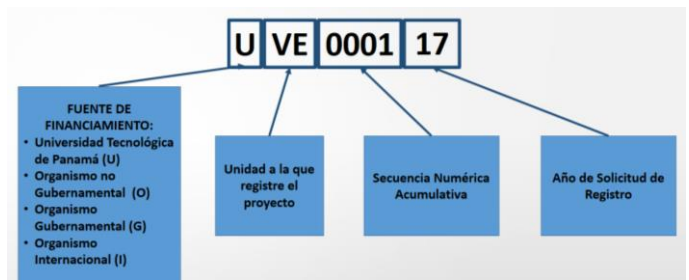 U VE 0001 17
FUENTE DE
FINANCIAMIENTO:
• Universidad Tecnológica
de Panamá (U)
• Organismo no
Gubernamental (O)
• Organismo
Gubernamental (G)
• Organismo
Internacional (I)
Unidad a la que
registre el
proyecto
Secuencia Numérica
Acumulativa
Año de Solicitud de
Registro